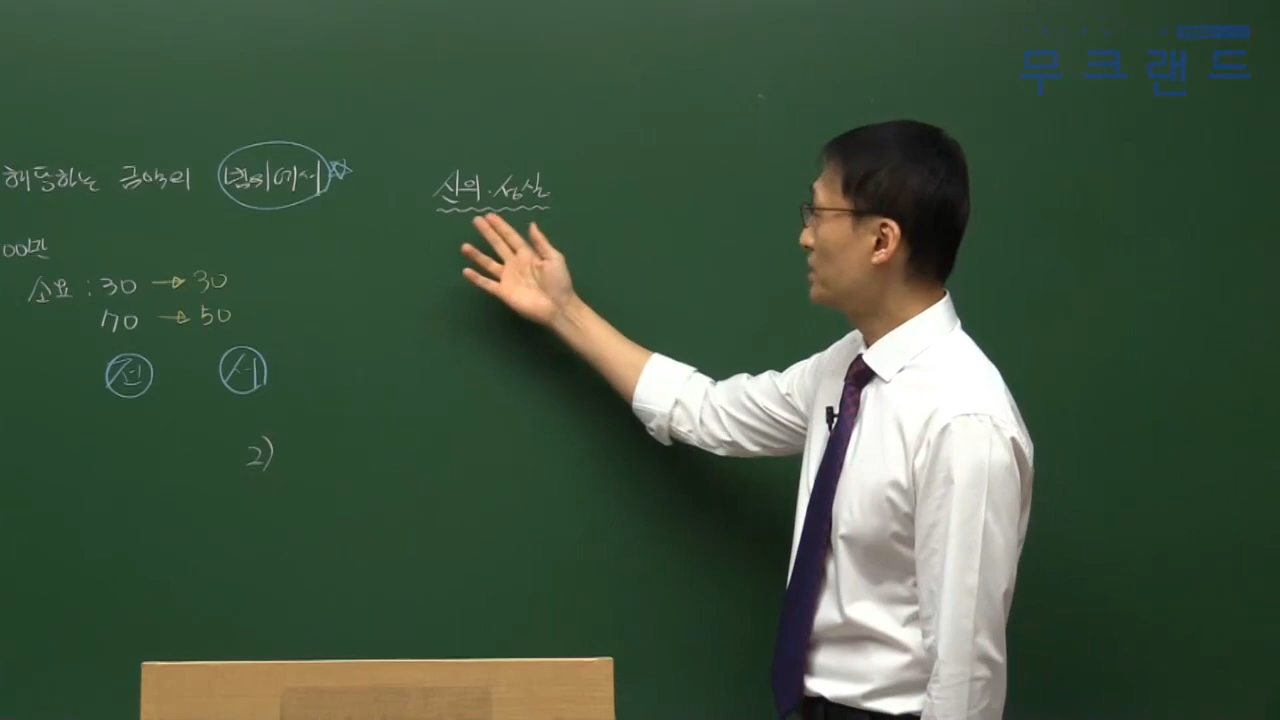 무크랜드
해당하는 금액의 범위에서
신의·성실
00만
소요 : 30 → 30
70 → 50
전 서
2)